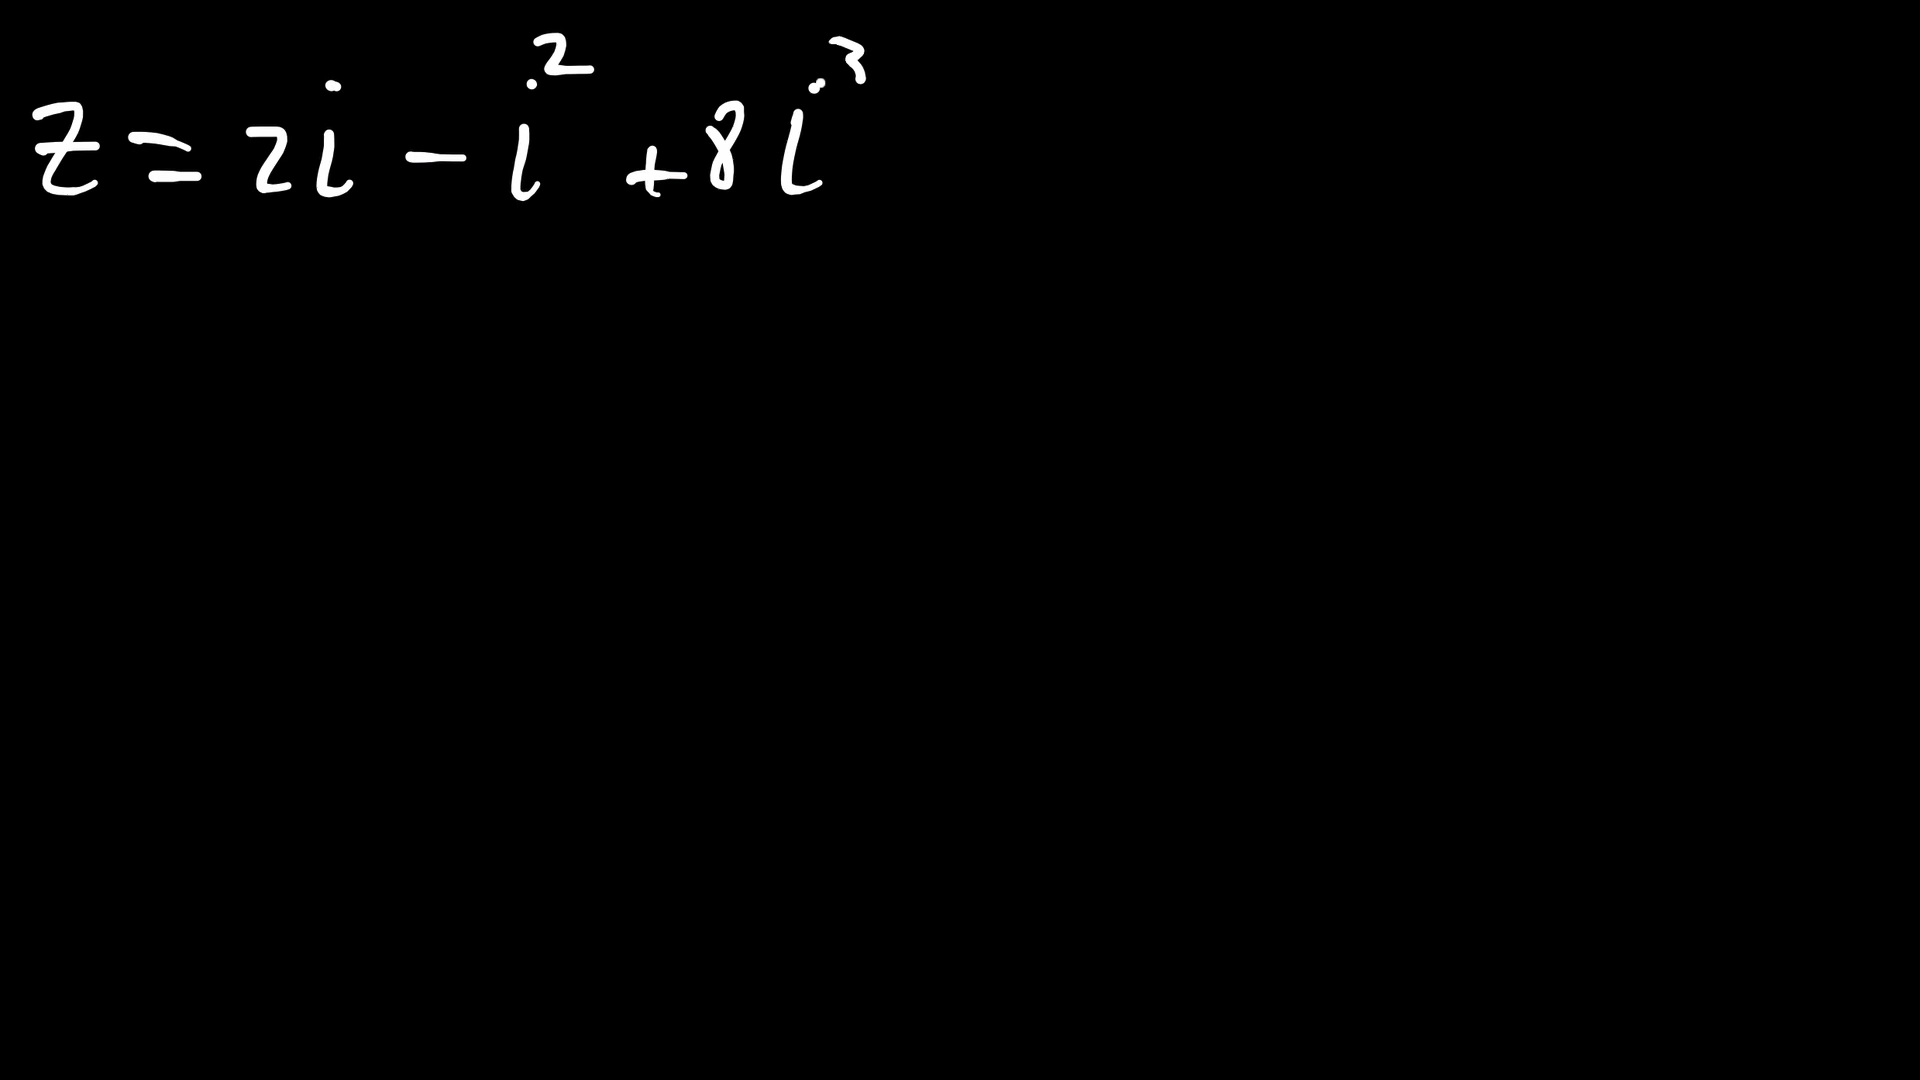 z = 2i - i² + 8i³